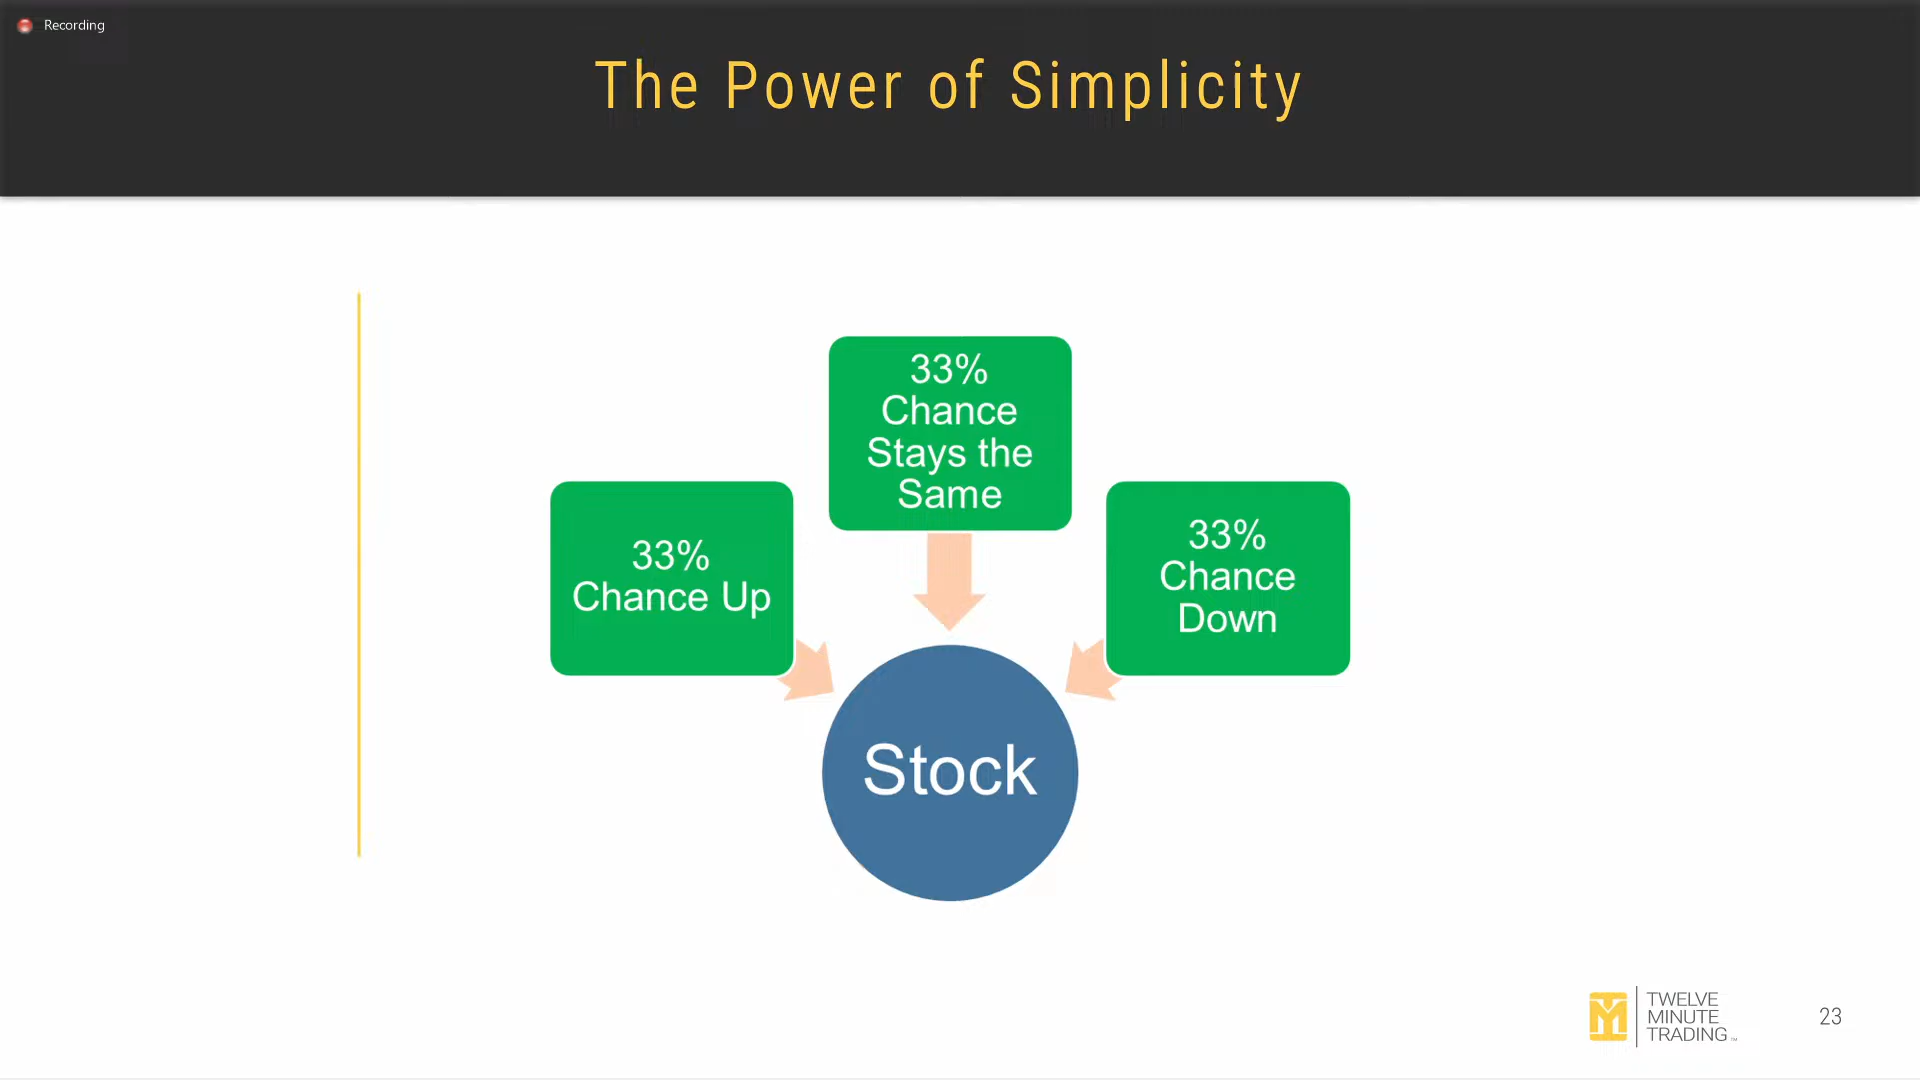 Recording
The Power of Simplicity
33%
Chance
Stays the
Same
33%
Chance Up
33%
Chance
Down
Stock
TWELVE
MINUTE
TRADING™
23